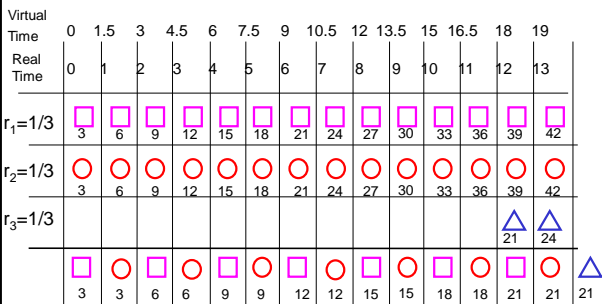 Virtual
Time 0 1.5 3 4.5 6 7.5 9 10.5 12 13.5 15 16.5 18 19
Real
Time 0 1 2 3 4 5 6 7 8 9 10 11 12 13
r1=1/3
3 6 9 12 15 18 21 24 27 30 33 36 39 42
r2=1/3
3 6 9 12 15 18 21 24 27 30 33 36 39 42
r3=1/3
21 24
3 3 6 6 9 9 12 12 15 15 18 18 21 21 21